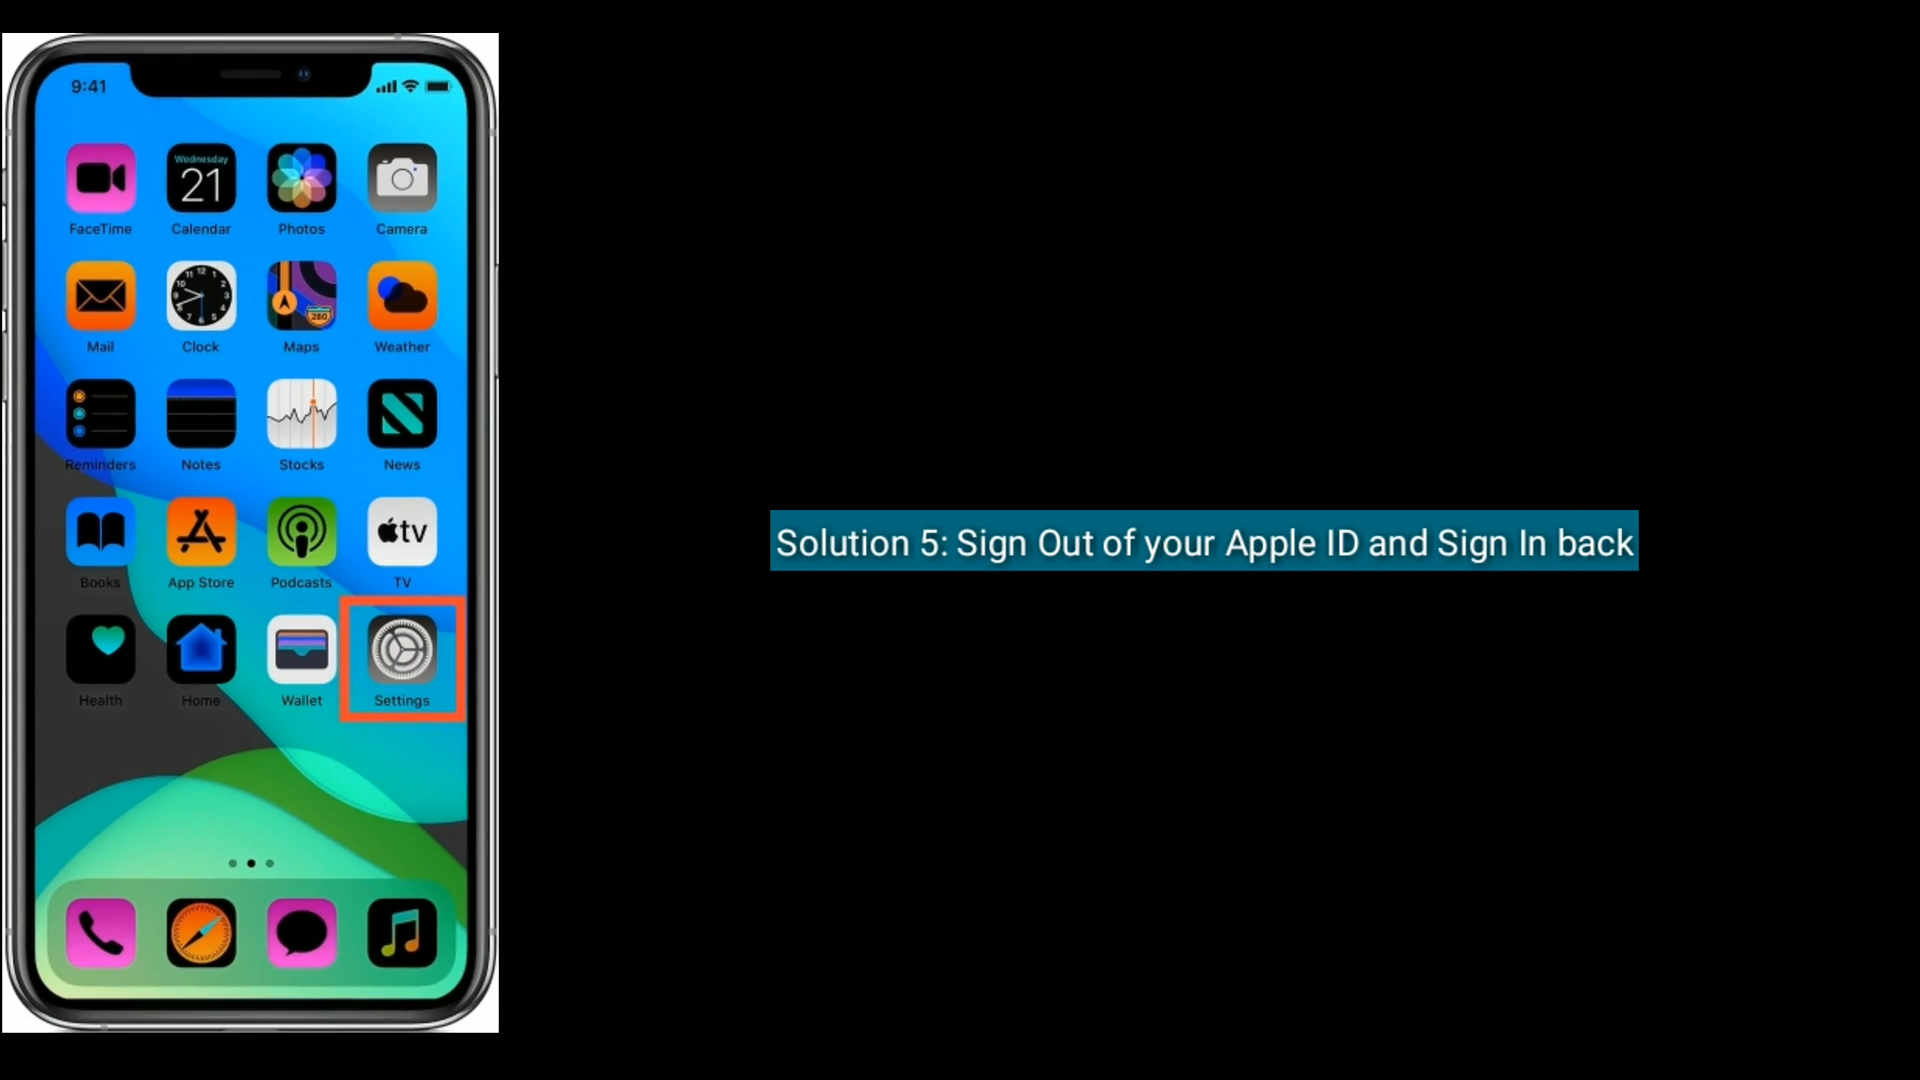 9:41
Wednesday
21
FaceTime Calendar Photos Camera
280
Mail Clock Maps Weather
Reminders Notes Stocks News
tv
Books App Store Podcasts TV
Health Home Wallet Settings
Solution 5: Sign Out of your Apple ID and Sign In back